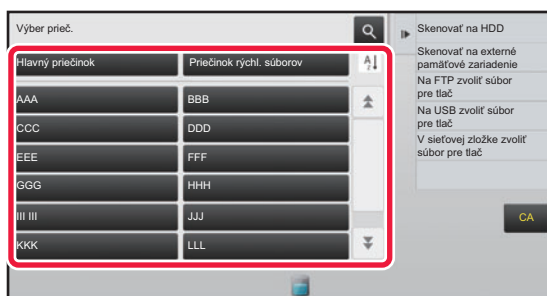 Výber prieč.
Hlavný priečinok
Priečinok rýchl. súborov
AAA
BBB
CCC
DDD
EEE
FFF
GGG
HHH
III III
JJJ
KKK
LLL
Skenovať na HDD
Skenovať na externé
pamäťové zariadenie
Na FTP zvoliť súbor
pre tlač
Na USB zvoliť súbor
pre tlač
V sieťovej zložke zvoliť
súbor pre tlač
CA